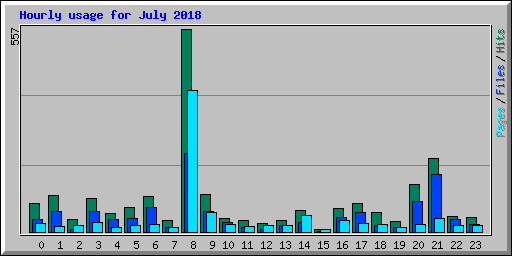 Hourly usage for July 2018
557
Pages/Files/Hits
0 1 2 3 4 5 6 7 8 9 10 11 12 13 14 15 16 17 18 19 20 21 22 23